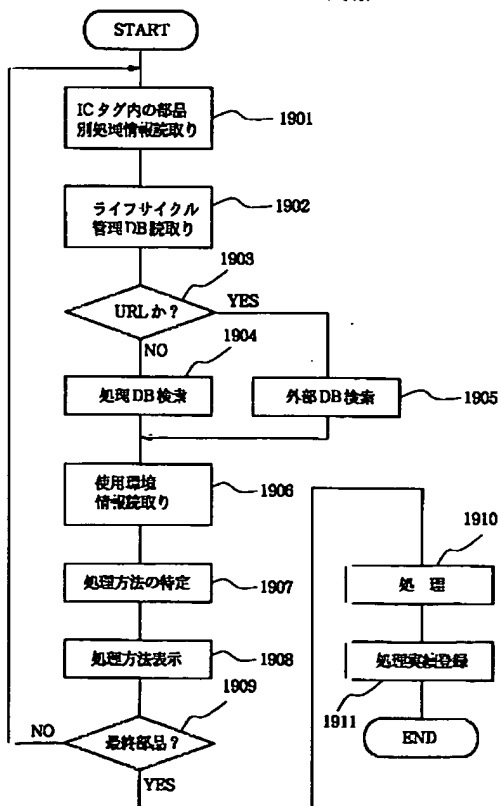 START
ICタグ内の部品
別処理情報読取り
1901
ライフサイクル
管理DB読取り
1902
1903
URLか?
YES
NO
1904
処理DB検索
外部DB検索
1905
使用環境
情報読取り
1906
処理方法の特定
1907
処理方法表示
1908
1909
最終部品?
NO
YES
1910
処 理
処理実績登録
1911
END